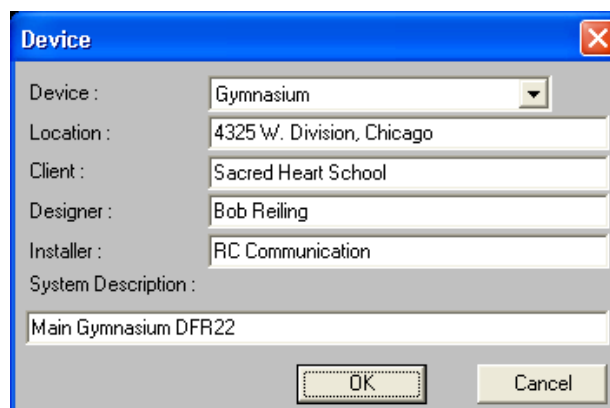 Device
Device : Gymnasium
Location : 4325 W. Division, Chicago
Client : Sacred Heart School
Designer : Bob Reiling
Installer : RC Communication
System Description :
Main Gymnasium DFR22
OK Cancel